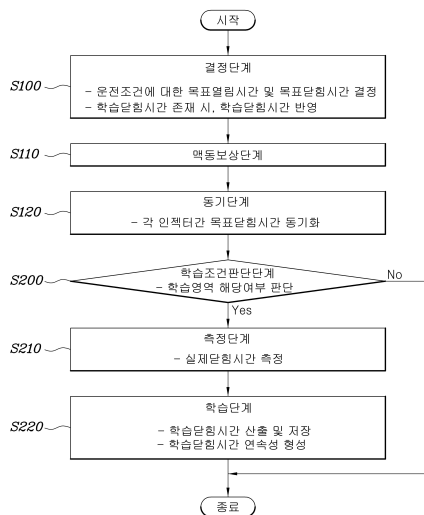 시작
S100
결정단계
- 운전조건에 대한 목표열림시간 및 목표닫힘시간 결정
- 학습닫힘시간 존재 시, 학습닫힘시간 반영
S110
맥동보상단계
S120
동기단계
- 각 인젝터간 목표닫힘시간 동기화
S200
학습조건판단단계
- 학습영역 해당여부 판단
No
Yes
S210
측정단계
- 실제닫힘시간 측정
S220
학습단계
- 학습닫힘시간 산출 및 저장
- 학습닫힘시간 연속성 형성
종료